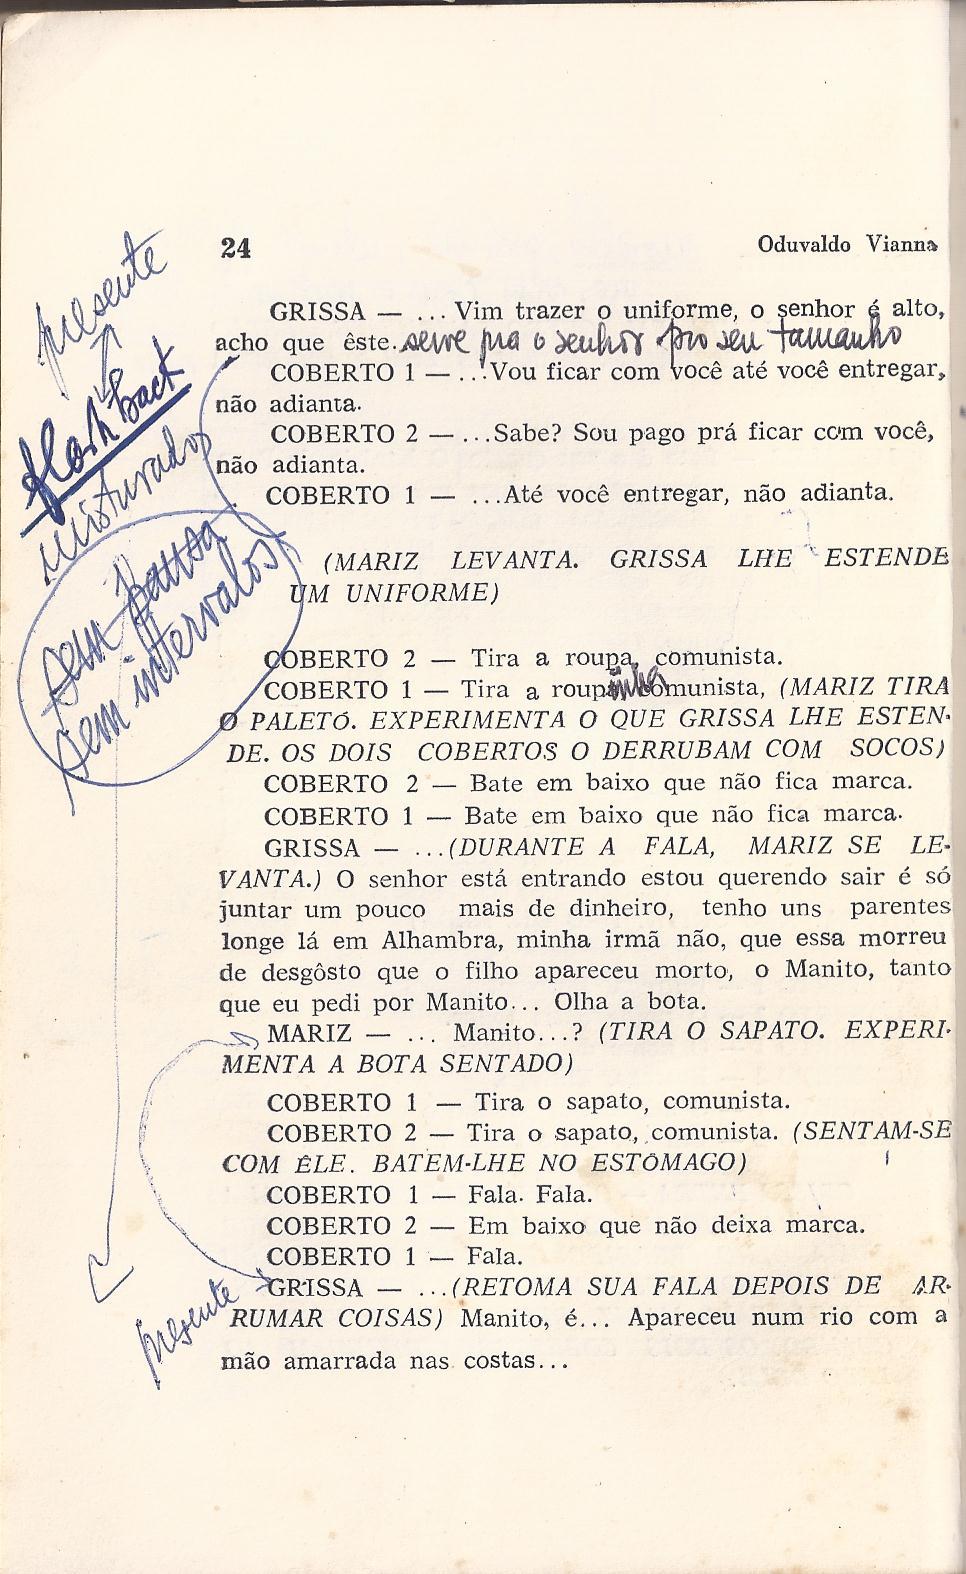 24 Oduvaldo Vianna
GRISSA — ... Vim trazer o uniforme, o senhor é alto,
acho que êste. serve pra o senhor pro seu tamanho
COBERTO 1 — ...Vou ficar com você até você entregar,
não adianta.
COBERTO 2 — ...Sabe? Sou pago prá ficar com você,
não adianta.
COBERTO 1 — ...Até você entregar, não adianta.
(MARIZ LEVANTA. GRISSA LHE ESTENDE
UM UNIFORME)
COBERTO 2 — Tira a roupa, comunista.
COBERTO 1 — Tira a roupinha comunista, (MARIZ TIRA
O PALETÓ. EXPERIMENTA O QUE GRISSA LHE ESTEN-
DE. OS DOIS COBERTOS O DERRUBAM COM SOCOS)
COBERTO 2 — Bate em baixo que não fica marca.
COBERTO 1 — Bate em baixo que não fica marca.
GRISSA — ...(DURANTE A FALA, MARIZ SE LE-
VANTA.) O senhor está entrando estou querendo sair é só
juntar um pouco mais de dinheiro, tenho uns parentes
longe lá em Alhambra, minha irmã não, que essa morreu
de desgôsto que o filho apareceu morto, o Manito, tanto
que eu pedi por Manito... Olha a bota.
MARIZ — ... Manito...? (TIRA O SAPATO. EXPERI-
MENTA A BOTA SENTADO)
COBERTO 1 — Tira o sapato, comunista.
COBERTO 2 — Tira o sapato, comunista. (SENTAM-SE
COM ÊLE. BATEM-LHE NO ESTÔMAGO)
COBERTO 1 — Fala. Fala.
COBERTO 2 — Em baixo que não deixa marca.
COBERTO 1 — Fala.
GRISSA — ...(RETOMA SUA FALA DEPOIS DE AR-
RUMAR COISAS) Manito, é... Apareceu num rio com a
mão amarrada nas costas...
presente
flash back
misturados
sem pausa
sem intervalos
presente